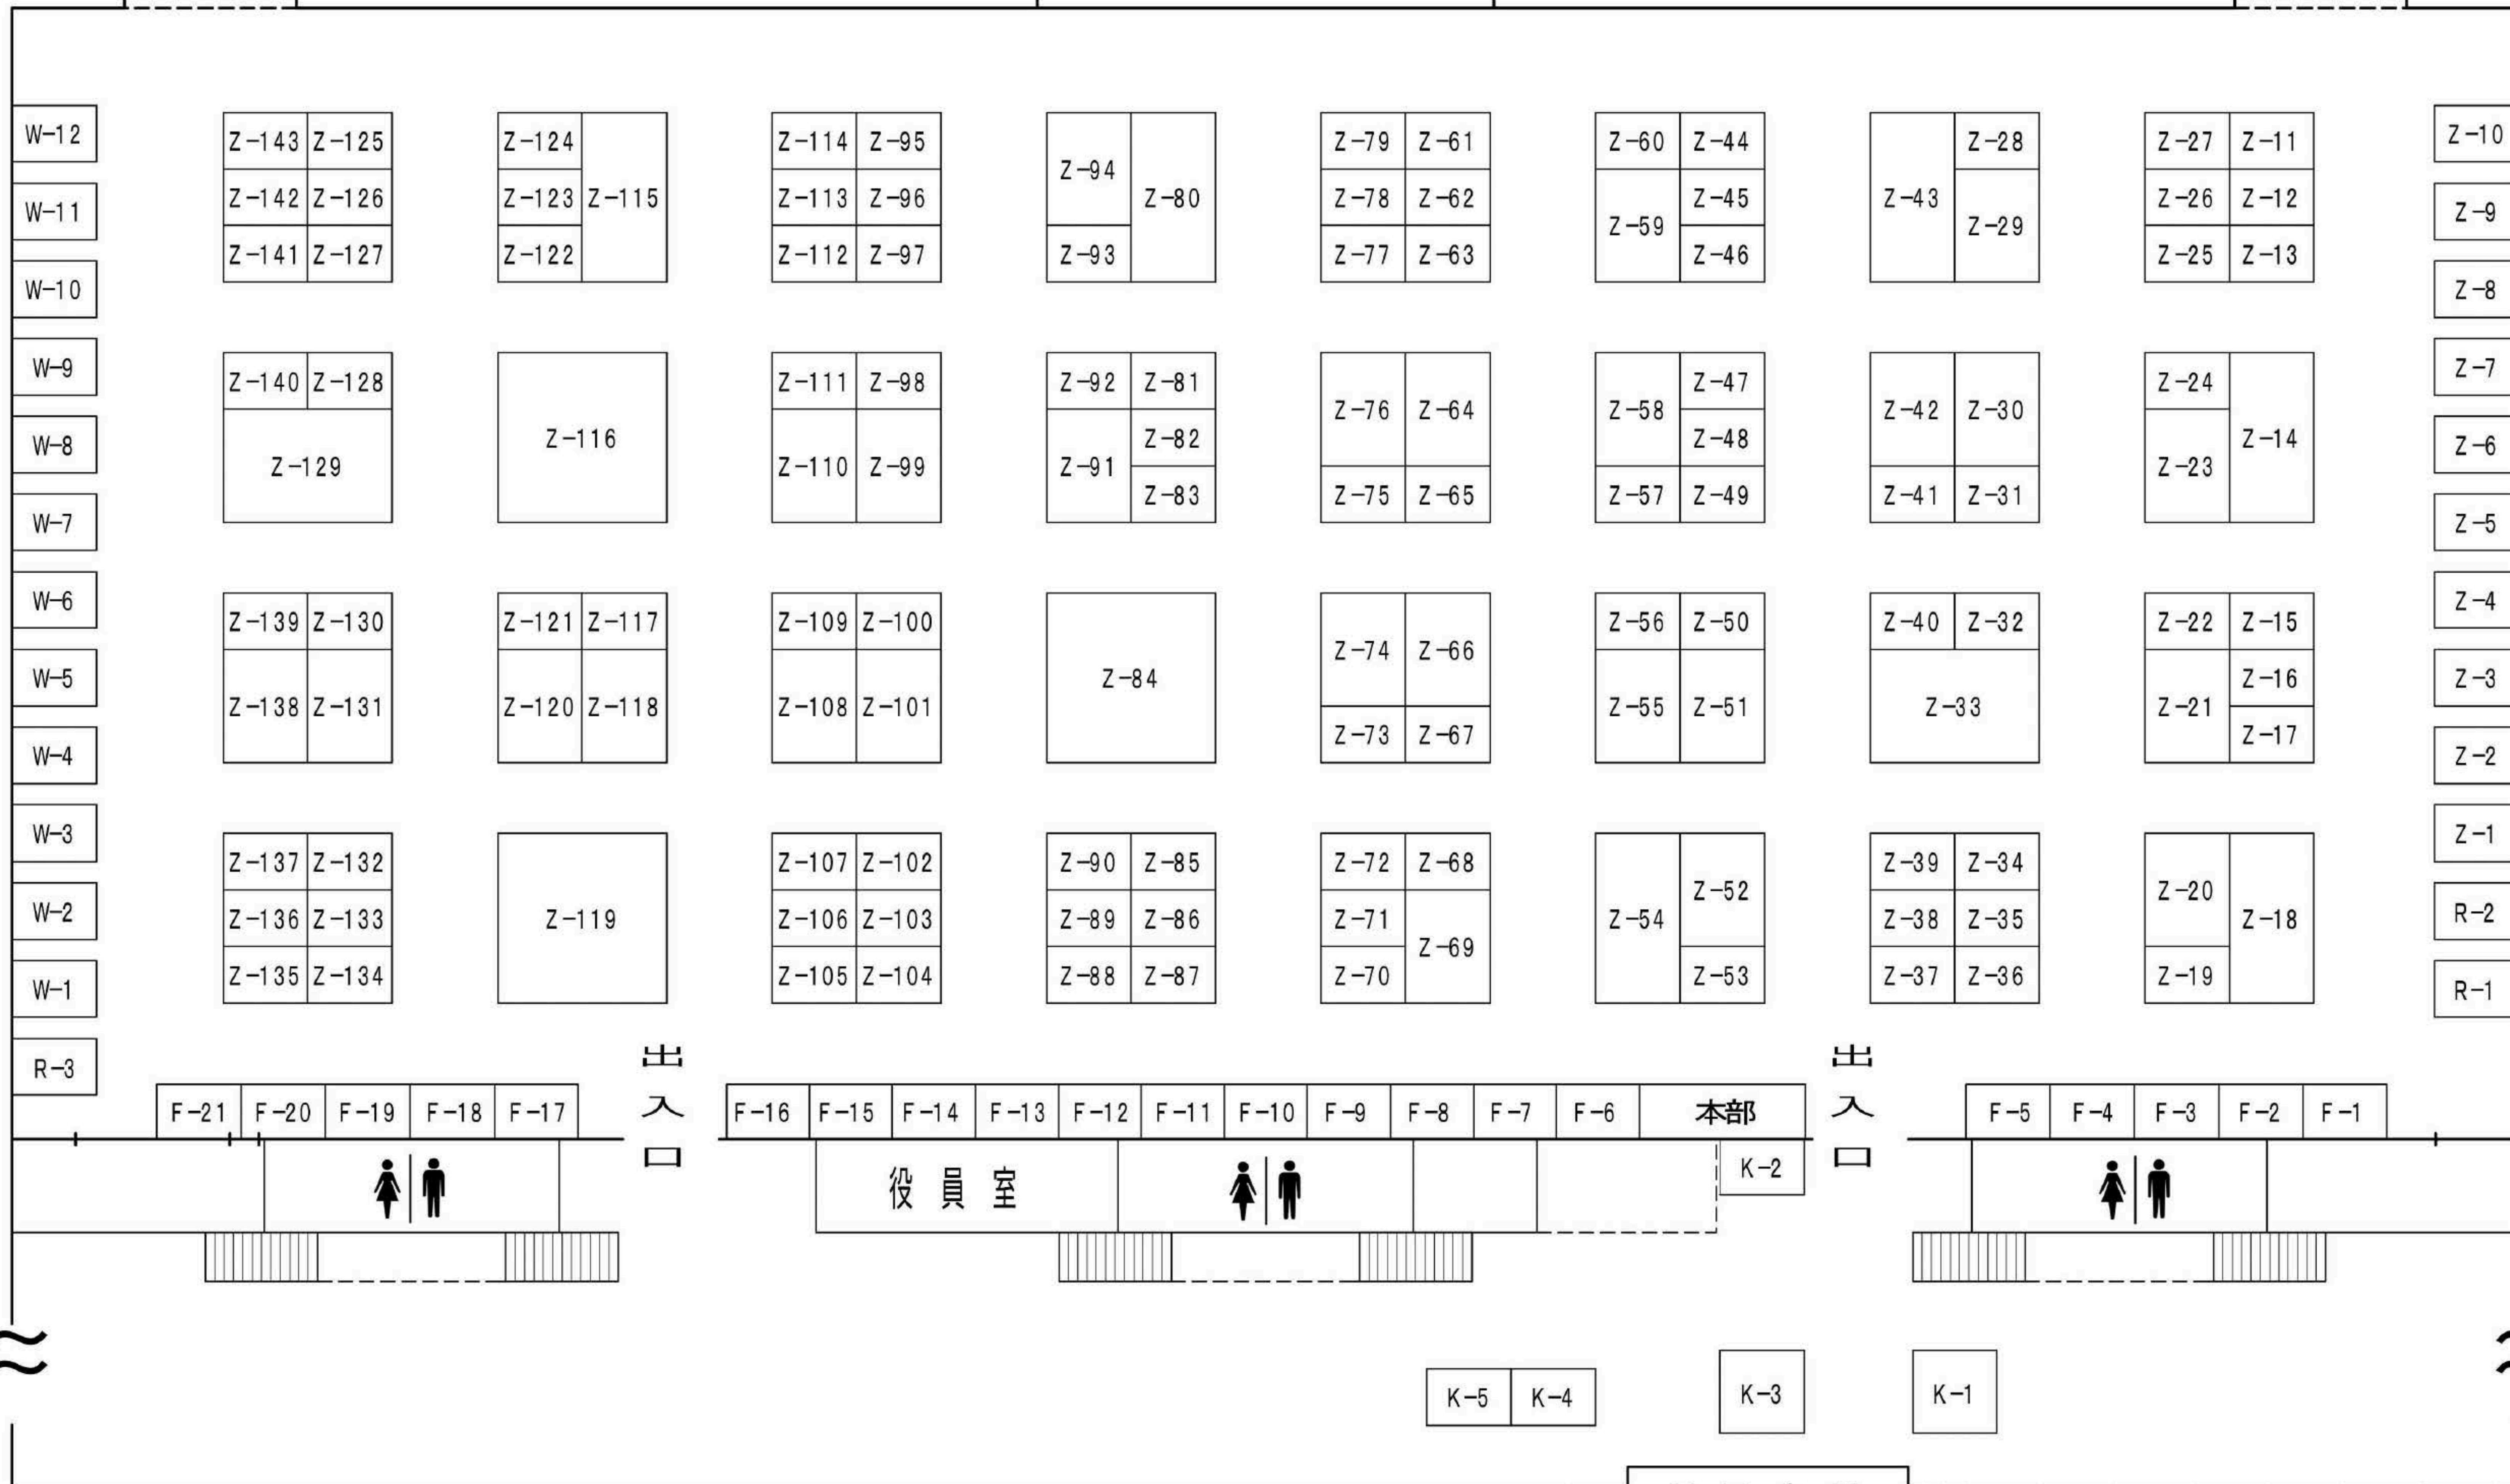 W-12 Z-143 Z-125 Z-124 Z-114 Z-95 Z-94 Z-79 Z-61 Z-60 Z-44 Z-28 Z-27 Z-11 Z-10
W-11 Z-142 Z-126 Z-123 Z-115 Z-113 Z-96 Z-80 Z-78 Z-62 Z-59 Z-45 Z-43 Z-29 Z-26 Z-12 Z-9
W-10 Z-141 Z-127 Z-122 Z-112 Z-97 Z-93 Z-77 Z-63 Z-46 Z-25 Z-13 Z-8
W-9 Z-140 Z-128 Z-111 Z-98 Z-92 Z-81 Z-76 Z-64 Z-58 Z-47 Z-42 Z-30 Z-24 Z-7
W-8 Z-129 Z-116 Z-110 Z-99 Z-91 Z-82 Z-48 Z-23 Z-14 Z-6
W-7 Z-83 Z-75 Z-65 Z-57 Z-49 Z-41 Z-31 Z-5
W-6 Z-139 Z-130 Z-121 Z-117 Z-109 Z-100 Z-74 Z-66 Z-56 Z-50 Z-40 Z-32 Z-22 Z-15 Z-4
W-5 Z-138 Z-131 Z-120 Z-118 Z-108 Z-101 Z-84 Z-55 Z-51 Z-33 Z-21 Z-16 Z-3
W-4 Z-73 Z-67 Z-17 Z-2
W-3 Z-137 Z-132 Z-107 Z-102 Z-90 Z-85 Z-72 Z-68 Z-52 Z-39 Z-34 Z-20 Z-1
W-2 Z-136 Z-133 Z-119 Z-106 Z-103 Z-89 Z-86 Z-71 Z-69 Z-54 Z-38 Z-35 Z-18 R-2
W-1 Z-135 Z-134 Z-105 Z-104 Z-88 Z-87 Z-70 Z-53 Z-37 Z-36 Z-19 R-1
R-3
出入口
出入口
F-21 F-20 F-19 F-18 F-17 F-16 F-15 F-14 F-13 F-12 F-11 F-10 F-9 F-8 F-7 F-6 本部 F-5 F-4 F-3 F-2 F-1
役員室 K-2
K-5 K-4 K-3 K-1